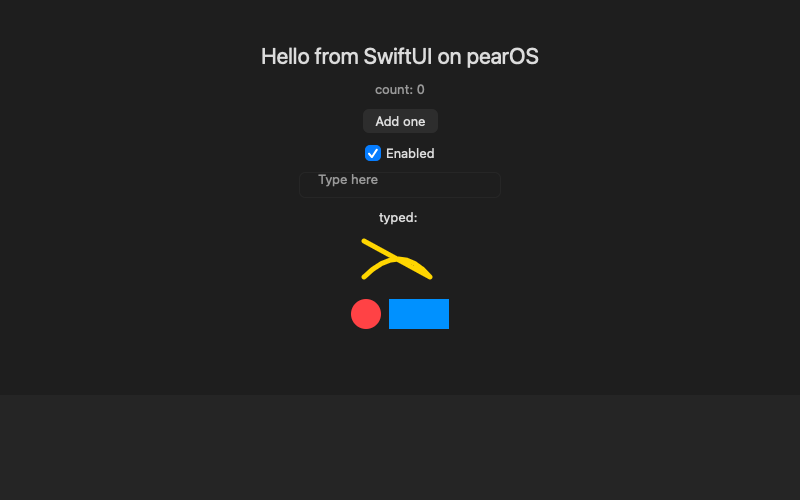 Hello from SwiftUI on pearOS
count: 0
Add one
Enabled
Type here
typed: